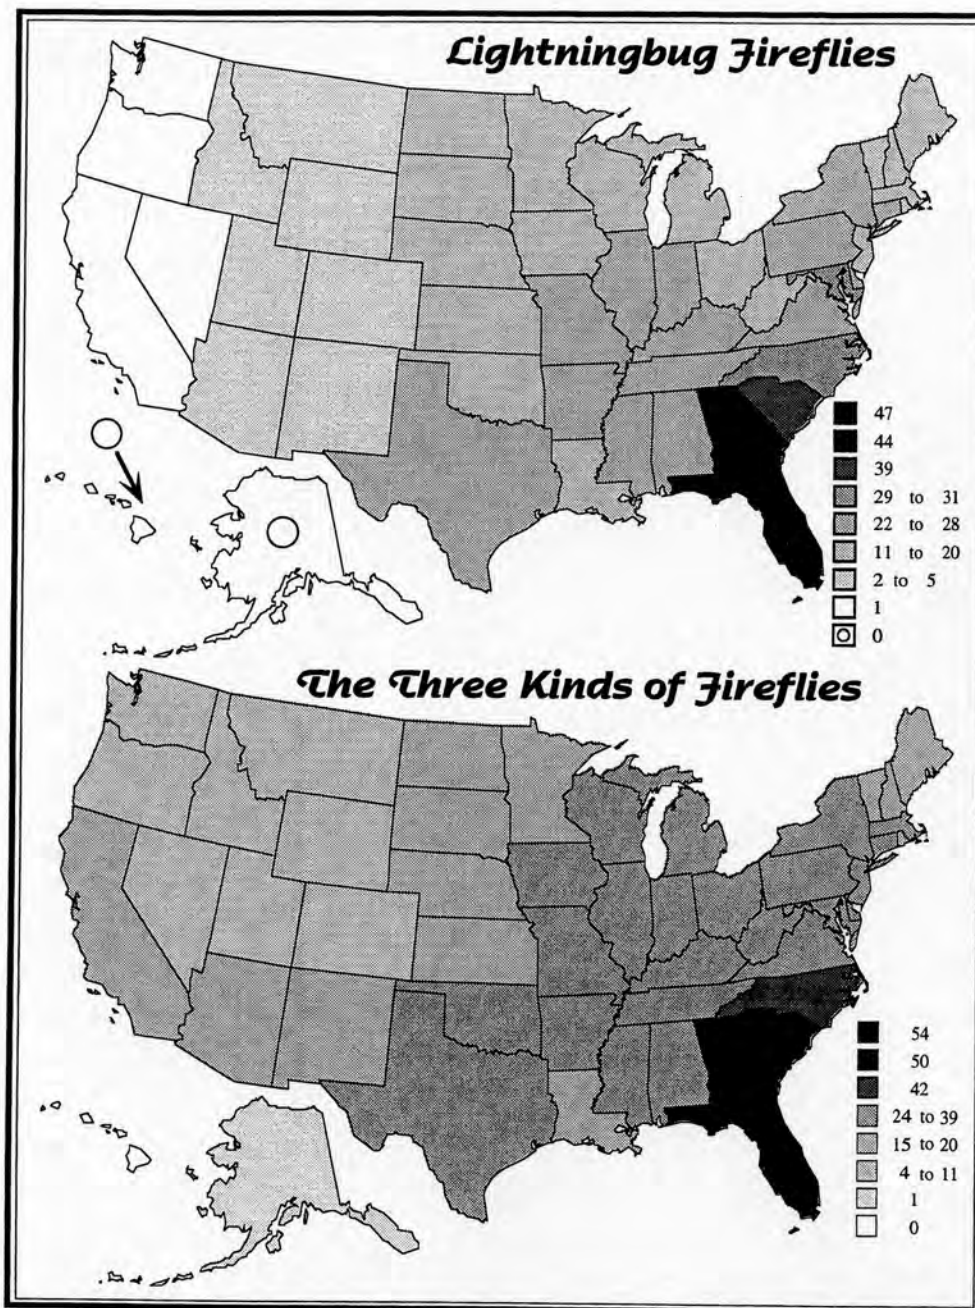 Lightningbug Fireflies
47
44
39
29 to 31
22 to 28
11 to 20
2 to 5
1
0
The Three Kinds of Fireflies
54
50
42
24 to 39
15 to 20
4 to 11
1
0